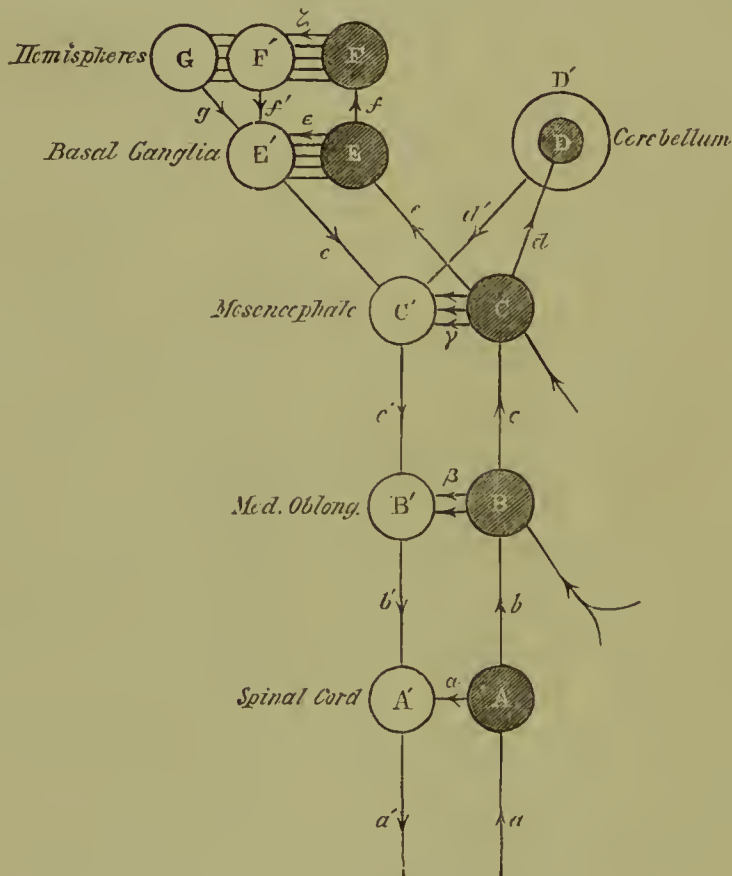 ζ
Hemispheres G F′ F
g f′ f
ϵ
Basal Ganglia E′ E
D′
D Cerebellum
e d′ d
e
Mesencephale C′ C
γ
c′ c
β
Med. Oblong. B′ B
b′ b
Spinal Cord A′ α A
a′ a